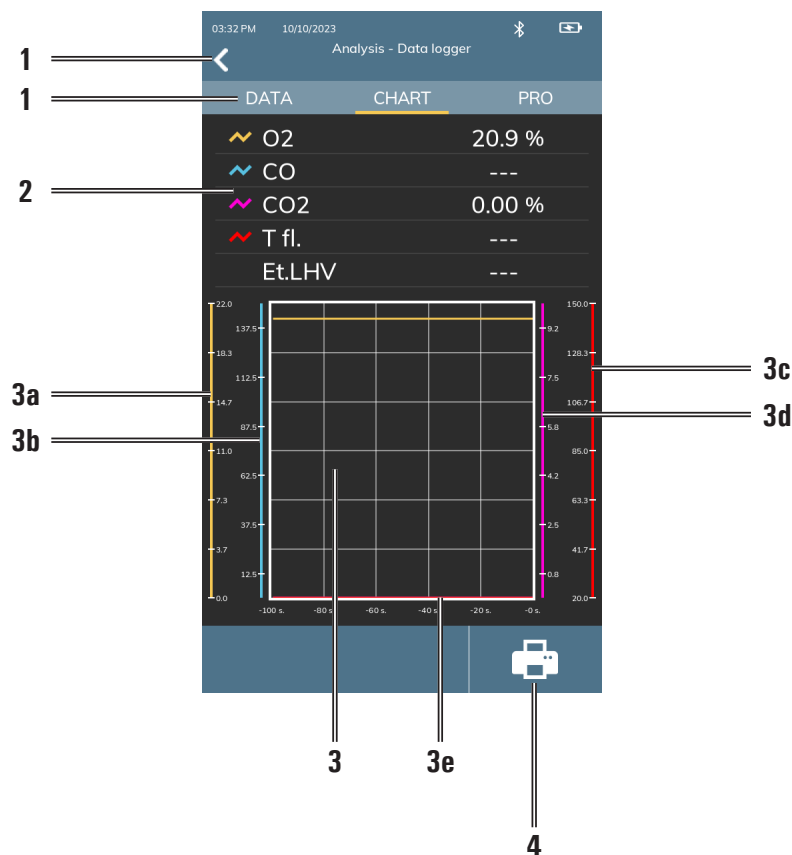 03:32 PM 10/10/2023
Analysis - Data logger
1
1 DATA CHART PRO
O2 20.9 %
CO ---
2
CO2 0.00 %
T fl. ---
Et.LHV ---
22.0 150.0
137.5 9.2
18.3 128.3
3c
112.5 7.5
3a
14.7 106.7
3d
87.5 5.8
3b
11.0 85.0
62.5 4.2
7.3 63.3
37.5 2.5
3.7 41.7
12.5 0.8
0.0 20.0
-100 s. -80 s. -60 s. -40 s. -20 s. -0 s.
3 3e
4